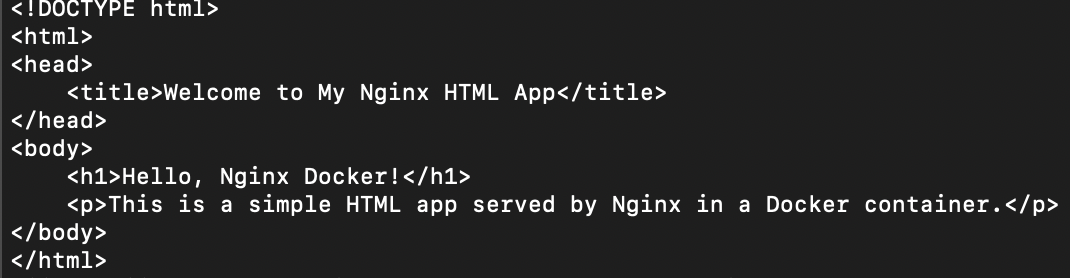 <!DOCTYPE html>
<html>
<head>
    <title>Welcome to My Nginx HTML App</title>
</head>
<body>
    <h1>Hello, Nginx Docker!</h1>
    <p>This is a simple HTML app served by Nginx in a Docker container.</p>
</body>
</html>